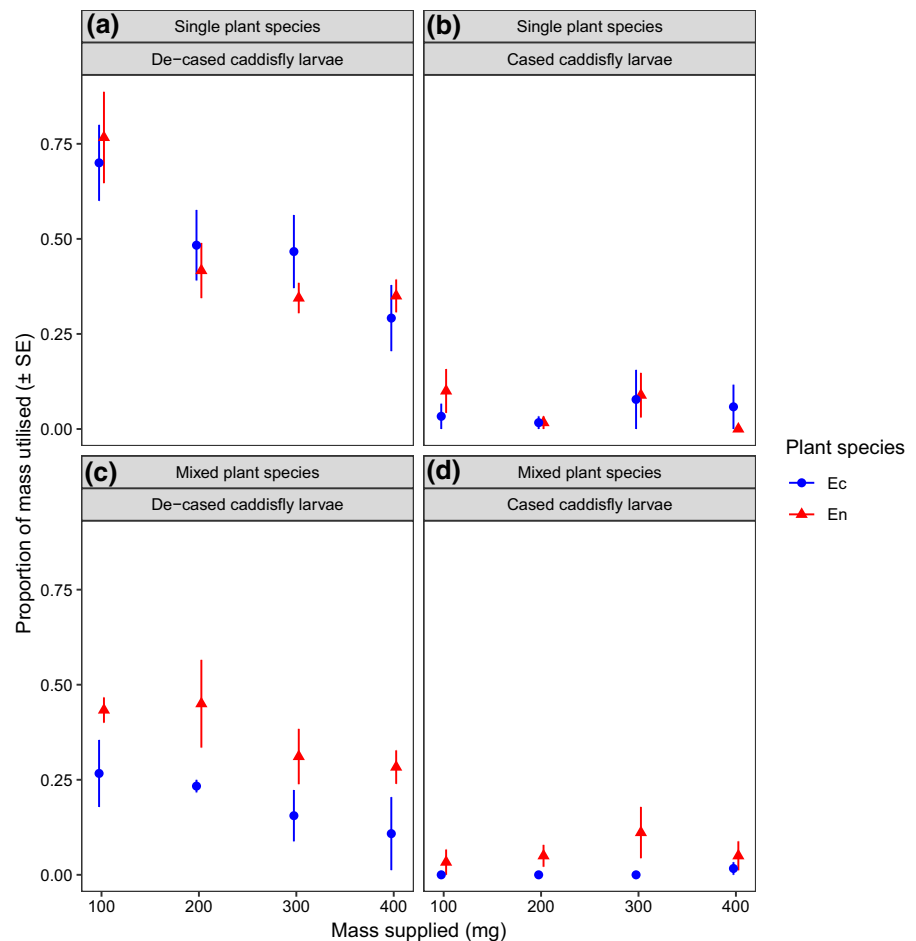 (a)
Single plant species
De−cased caddisfly larvae
(b)
Single plant species
Cased caddisfly larvae
0.75
0.50
0.25
0.00
(c)
Mixed plant species
De−cased caddisfly larvae
(d)
Mixed plant species
Cased caddisfly larvae
0.75
0.50
0.25
0.00
100 200 300 400
100 200 300 400
Mass supplied (mg)
Proportion of mass utilised (± SE)
Plant species
Ec
En